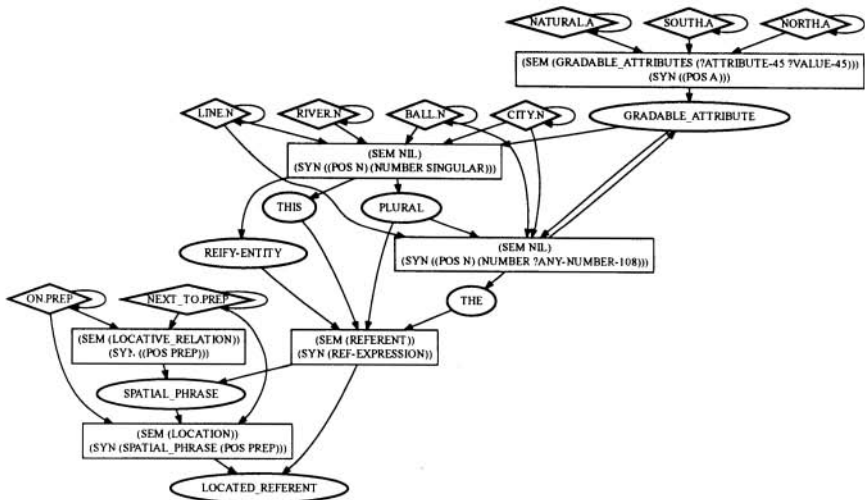 NATURAL.A
SOUTH.A
NORTH.A
(SEM (GRADABLE_ATTRIBUTES (?ATTRIBUTE-45 ?VALUE-45)))
(SYN ((POS A)))
LINE.N
RIVER.N
BALL.N
CITY.N
GRADABLE_ATTRIBUTE
(SEM NIL)
(SYN ((POS N) (NUMBER SINGULAR)))
THIS
PLURAL
REIFY-ENTITY
(SEM NIL)
(SYN ((POS N) (NUMBER ?ANY-NUMBER-108)))
ON.PREP
NEXT_TO.PREP
THE
(SEM (LOCATIVE_RELATION))
(SYN ((POS PREP)))
(SEM (REFERENT))
(SYN (REF-EXPRESSION))
SPATIAL_PHRASE
(SEM (LOCATION))
(SYN (SPATIAL_PHRASE (POS PREP)))
LOCATED_REFERENT